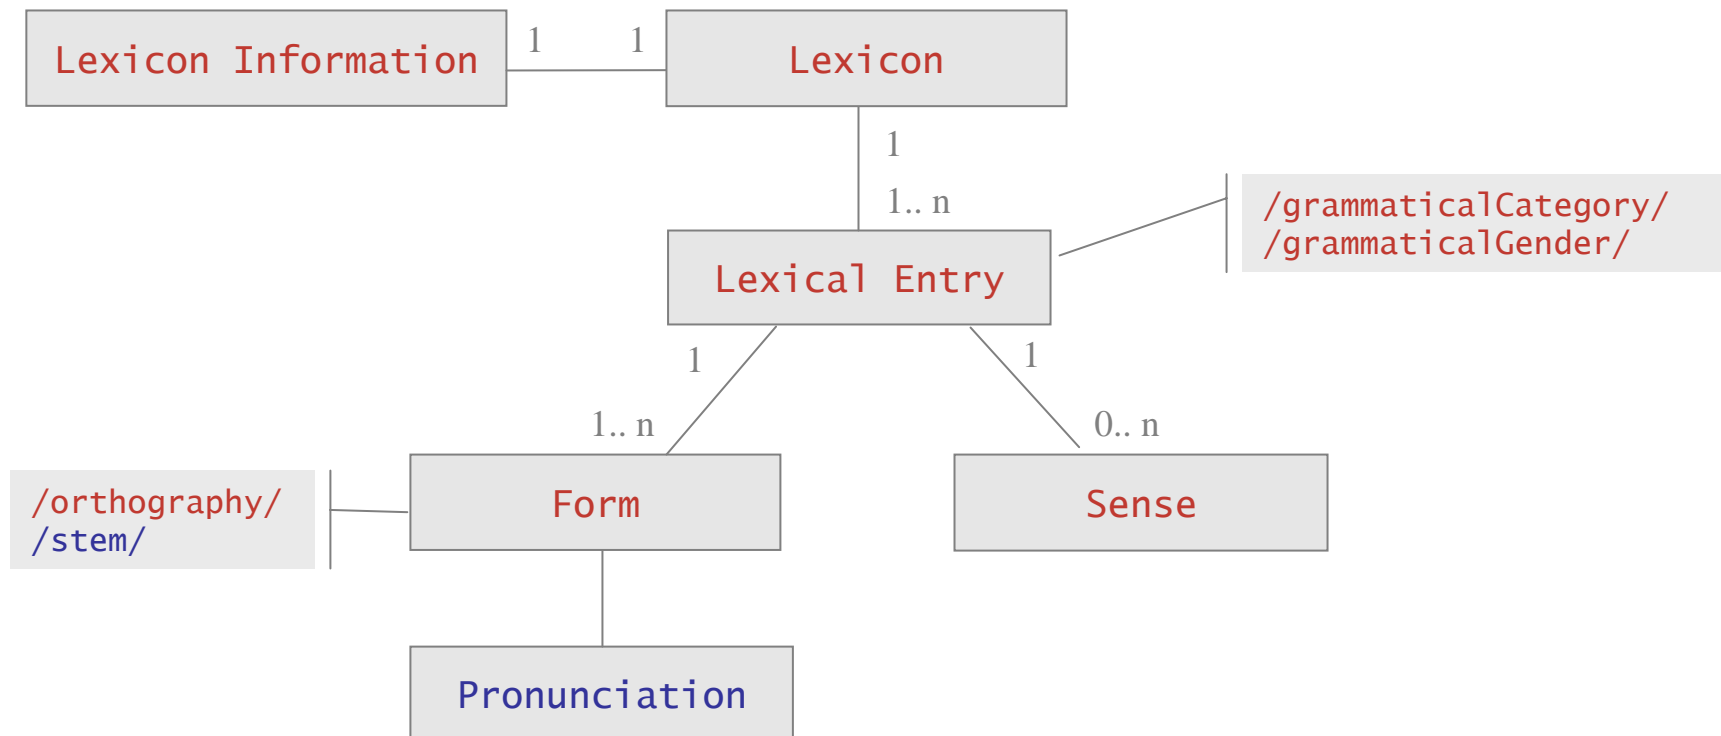 Lexicon Information
1
1
Lexicon
1
1.. n
/grammaticalCategory/
/grammaticalGender/
Lexical Entry
1
1
1.. n
0.. n
/orthography/
/stem/
Form
Sense
Pronunciation